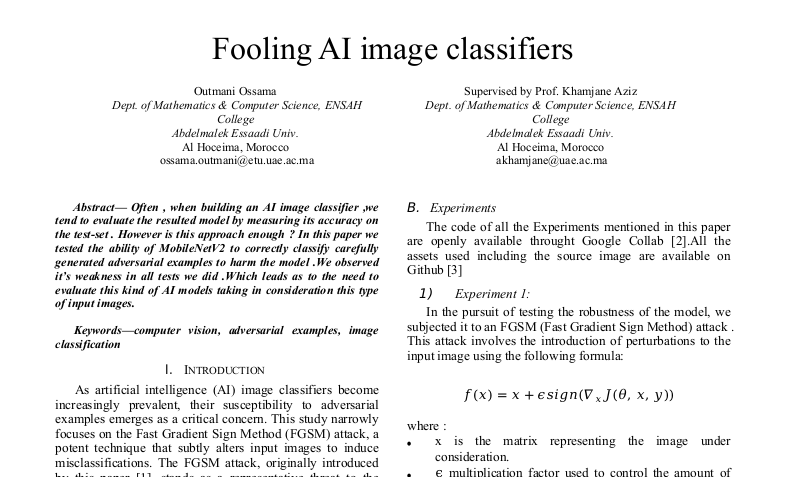 Fooling AI image classifiers
Outmani Ossama
Dept. of Mathematics & Computer Science, ENSAH
College
Abdelmalek Essaadi Univ.
Al Hoceima, Morocco
ossama.outmani@etu.uae.ac.ma
Supervised by Prof. Khamjane Aziz
Dept. of Mathematics & Computer Science, ENSAH
College
Abdelmalek Essaadi Univ.
Al Hoceima, Morocco
akhamjane@uae.ac.ma
Abstract— Often , when building an AI image classifier ,we
tend to evaluate the resulted model by measuring its accuracy on
the test-set . However is this approach enough ? In this paper we
tested the ability of MobileNetV2 to correctly classify carefully
generated adversarial examples to harm the model .We observed
it's weakness in all tests we did .Which leads as to the need to
evaluate this kind of AI models taking in consideration this type
of input images.
Keywords—computer vision, adversarial examples, image
classification
I. INTRODUCTION
As artificial intelligence (AI) image classifiers become
increasingly prevalent, their susceptibility to adversarial
examples emerges as a critical concern. This study narrowly
focuses on the Fast Gradient Sign Method (FGSM) attack, a
potent technique that subtly alters input images to induce
misclassifications. The FGSM attack, originally introduced
by this paper [1], stands as a representative threat to the
B. Experiments
The code of all the Experiments mentioned in this paper
are openly available throught Google Collab [2].All the
assets used including the source image are available on
Github [3]
1) Experiment 1:
In the pursuit of testing the robustness of the model, we
subjected it to an FGSM (Fast Gradient Sign Method) attack .
This attack involves the introduction of perturbations to the
input image using the following formula:
f(x) = x + ϵsign(∇ₓJ(θ, x, y))
where :
• x is the matrix representing the image under
consideration.
• ϵ multiplication factor used to control the amount of